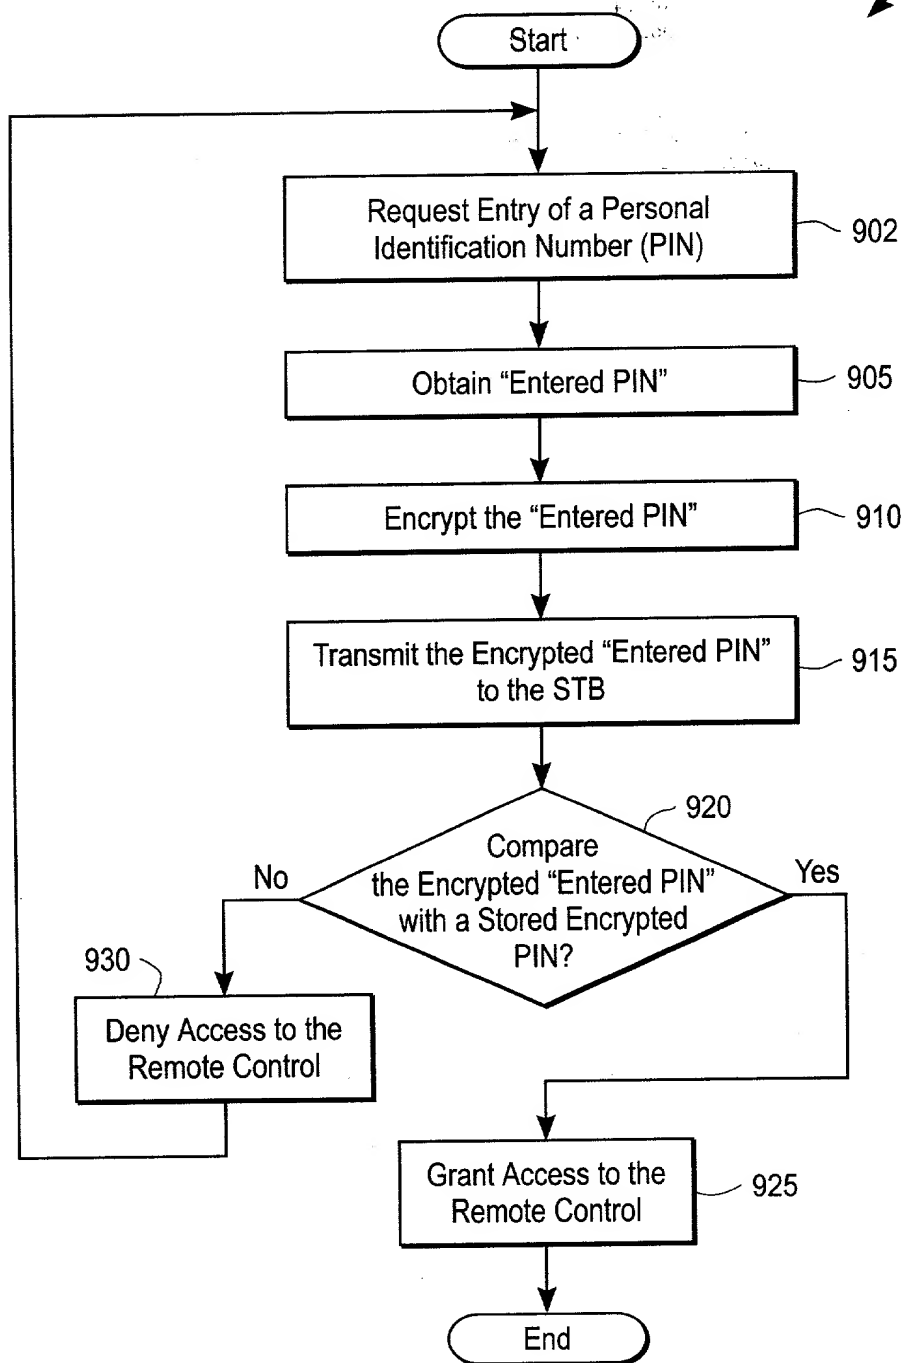 Start
Request Entry of a Personal
Identification Number (PIN)
902
Obtain “Entered PIN”
905
Encrypt the “Entered PIN”
910
Transmit the Encrypted “Entered PIN”
to the STB
915
920
Compare
the Encrypted “Entered PIN”
with a Stored Encrypted
PIN?
No
Yes
930
Deny Access to the
Remote Control
Grant Access to the
Remote Control
925
End